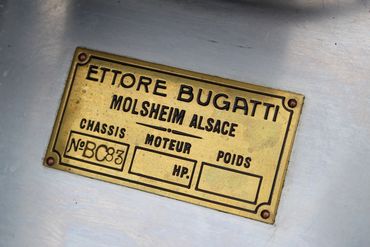 ETTORE BUGATTI
MOLSHEIM ALSACE
CHASSIS MOTEUR POIDS
NºBC83 HP.